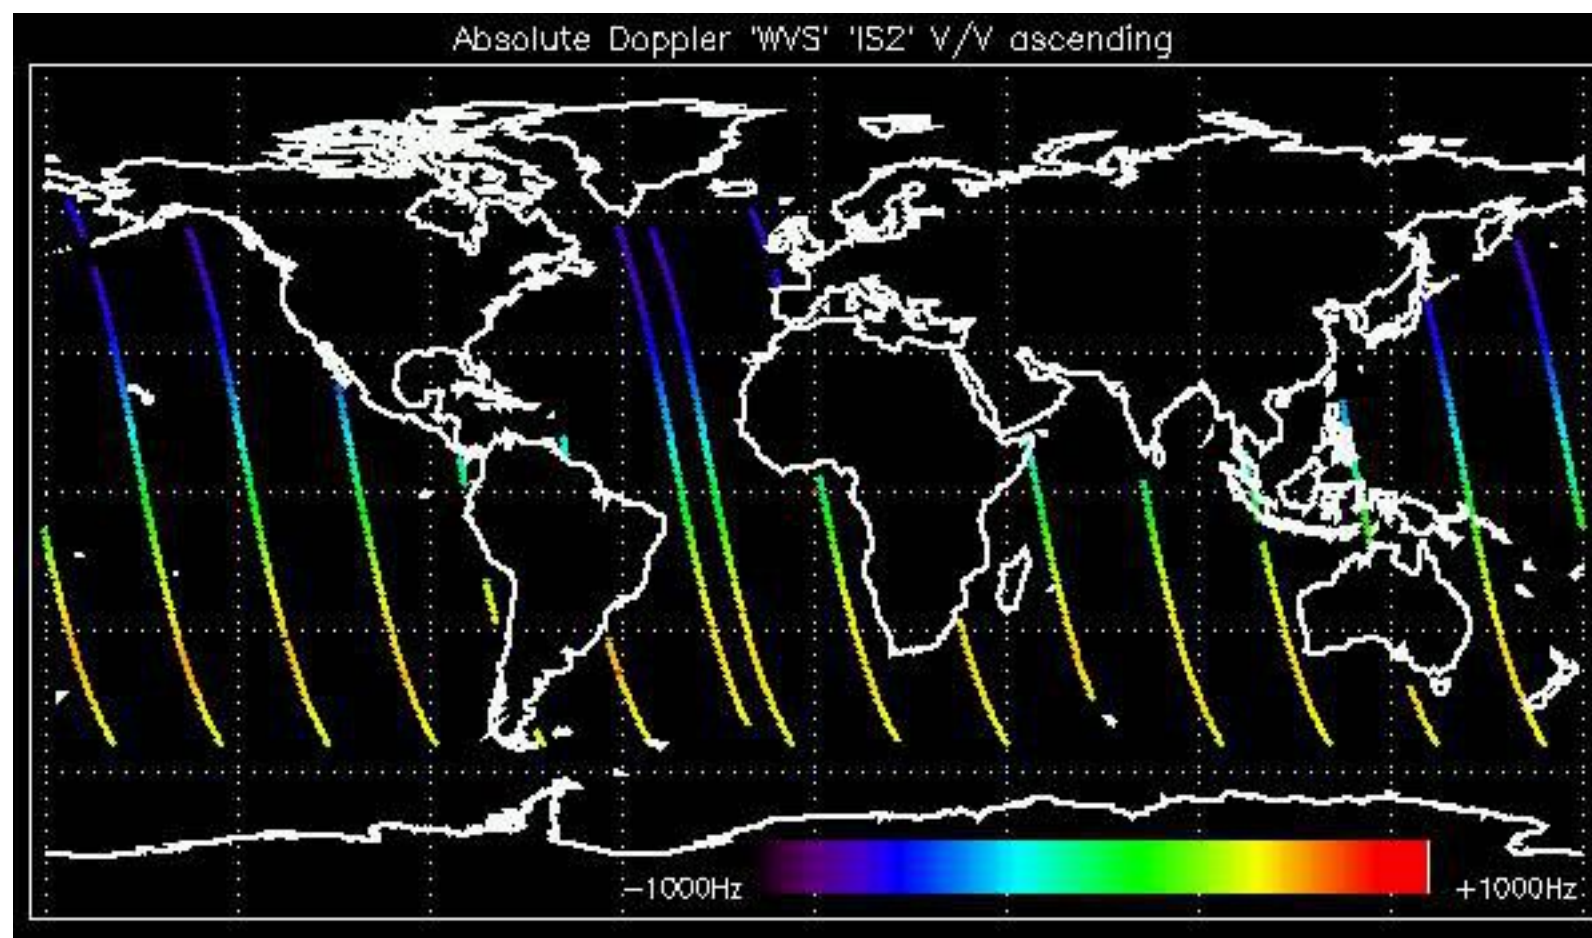 Absolute Doppler 'WVS' 'IS2' V/V ascending
-1000Hz
+1000Hz